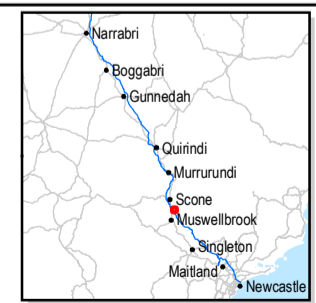 Narrabri
Boggabri
Gunnedah
Quirindi
Murrurundi
Scone
Muswellbrook
Singleton
Maitland
Newcastle